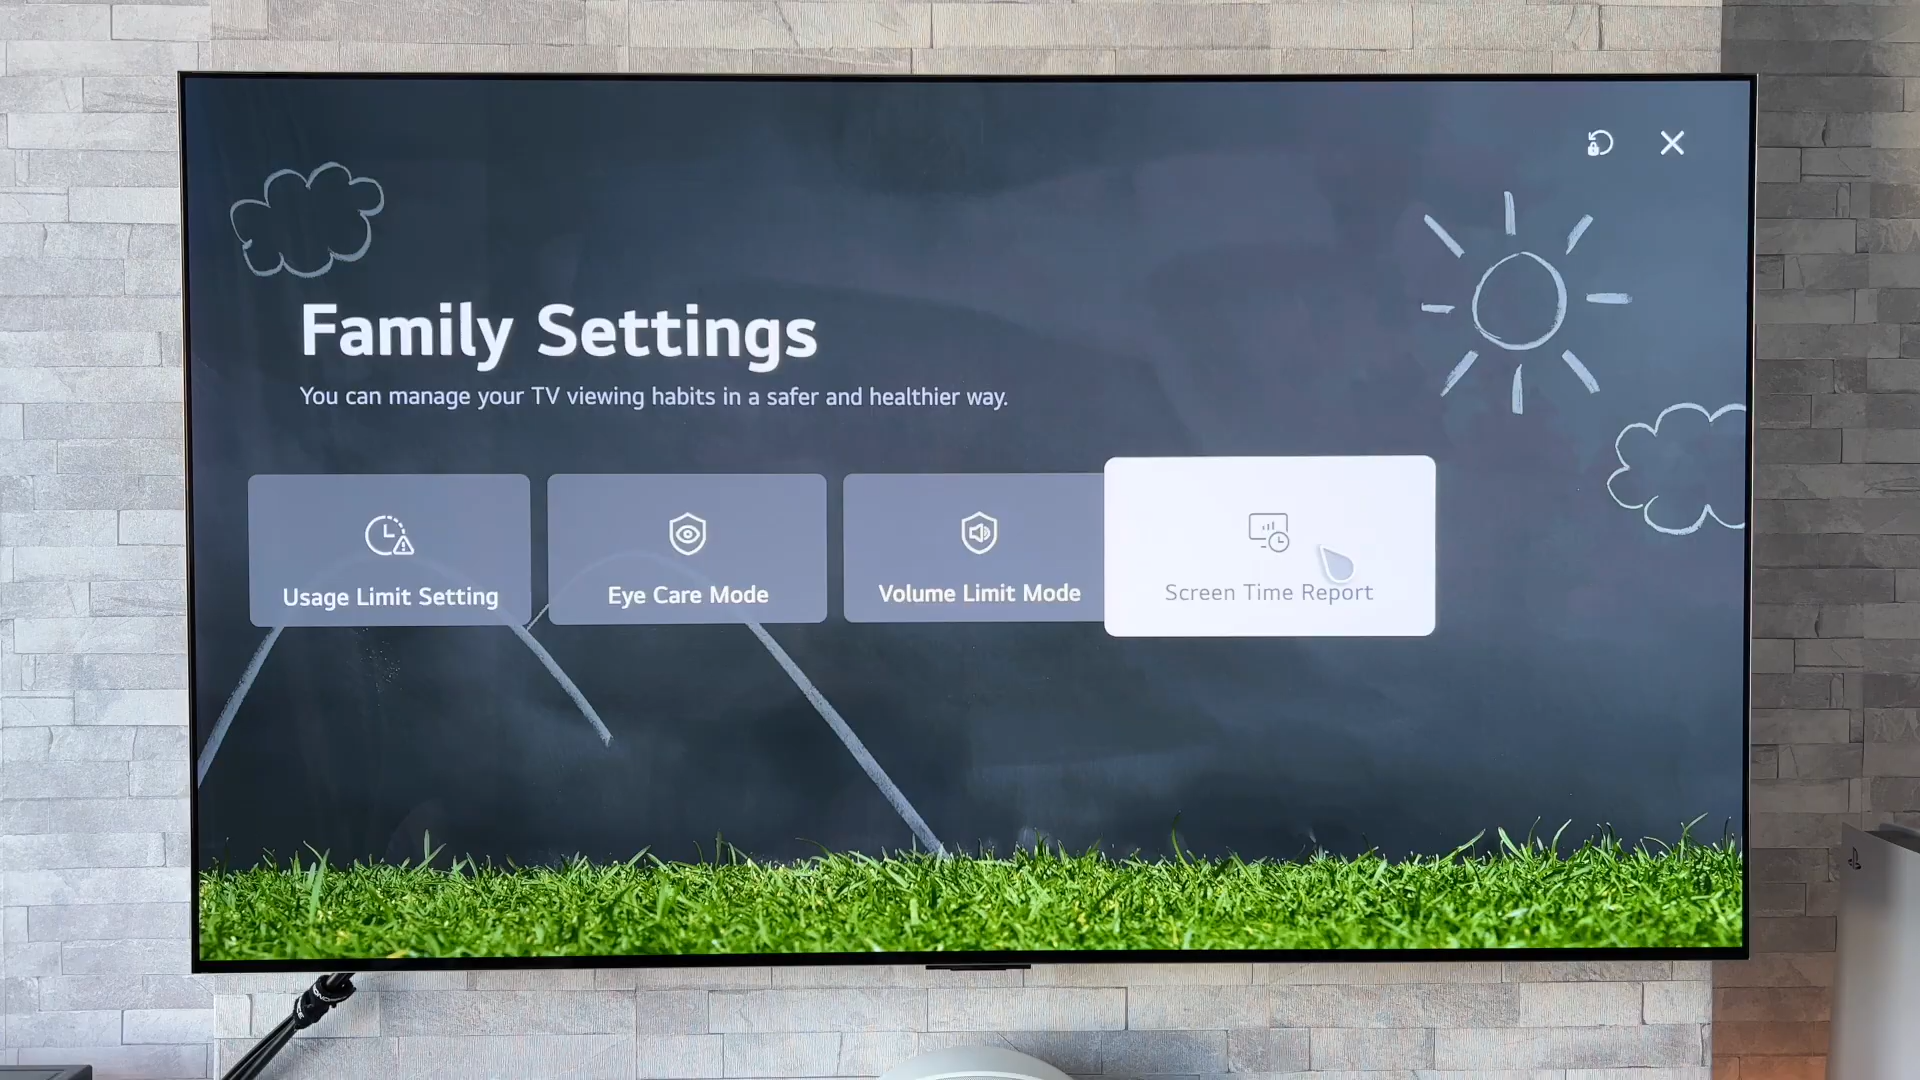 Family Settings
You can manage your TV viewing habits in a safer and healthier way.
Usage Limit Setting
Eye Care Mode
Volume Limit Mode
Screen Time Report